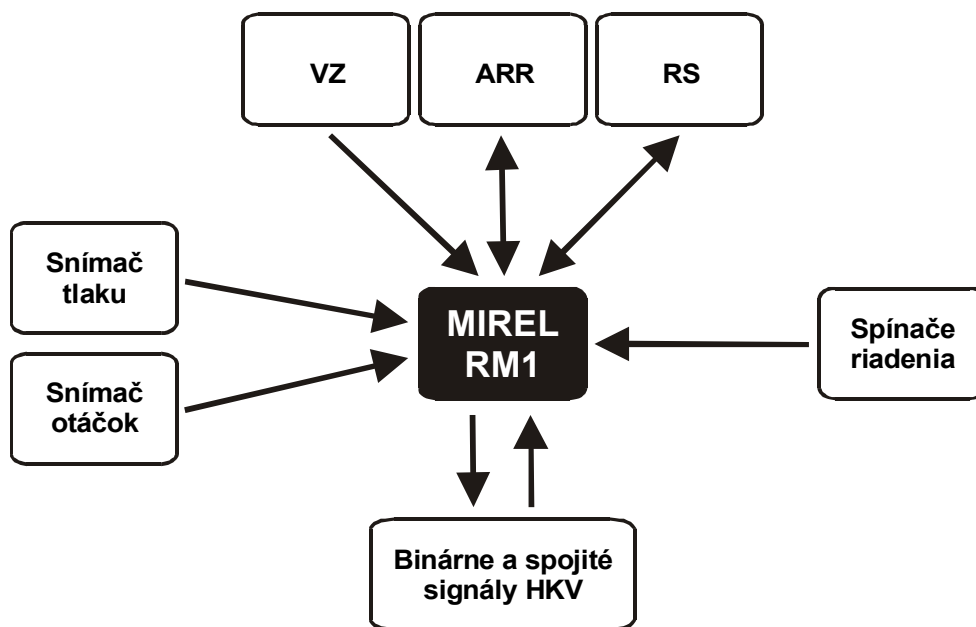 VZ
ARR
RS
Snímač
tlaku
MIREL
RM1
Spínače
riadenia
Snímač
otáčok
Binárne a spojité
signály HKV